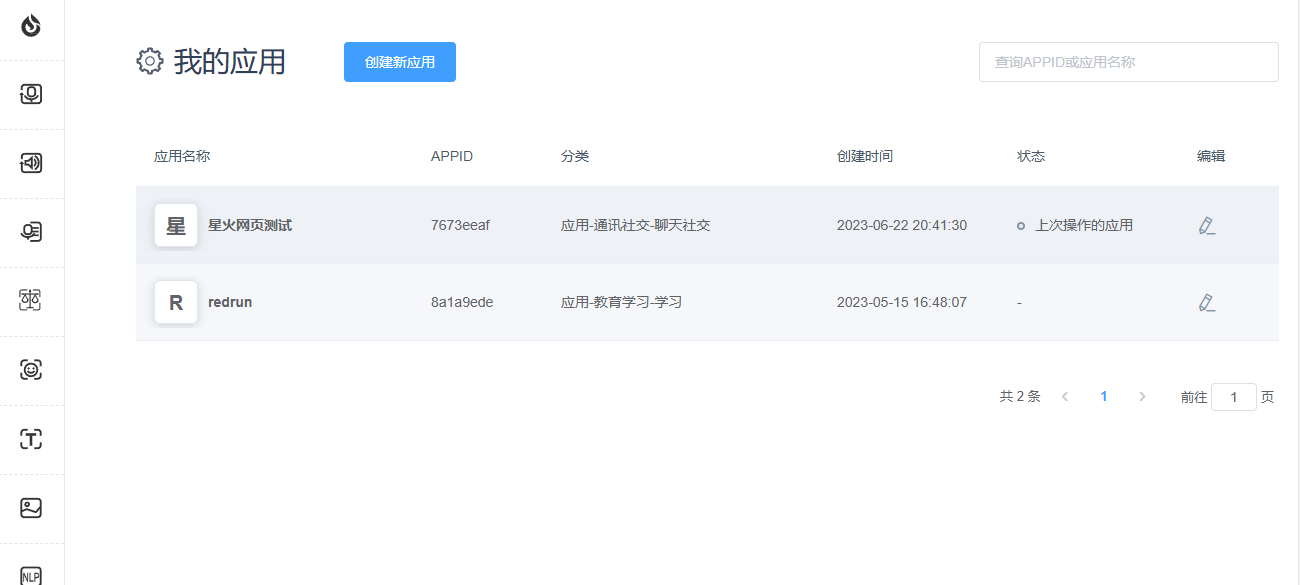 我的应用
创建新应用
查询APPID或应用名称
应用名称 APPID 分类 创建时间 状态 编辑
星 星火网页测试 7673eeaf 应用-通讯社交-聊天社交 2023-06-22 20:41:30 上次操作的应用
R redrun 8a1a9ede 应用-教育学习-学习 2023-05-15 16:48:07 -
共 2 条 1 前往 1 页
T
NLP